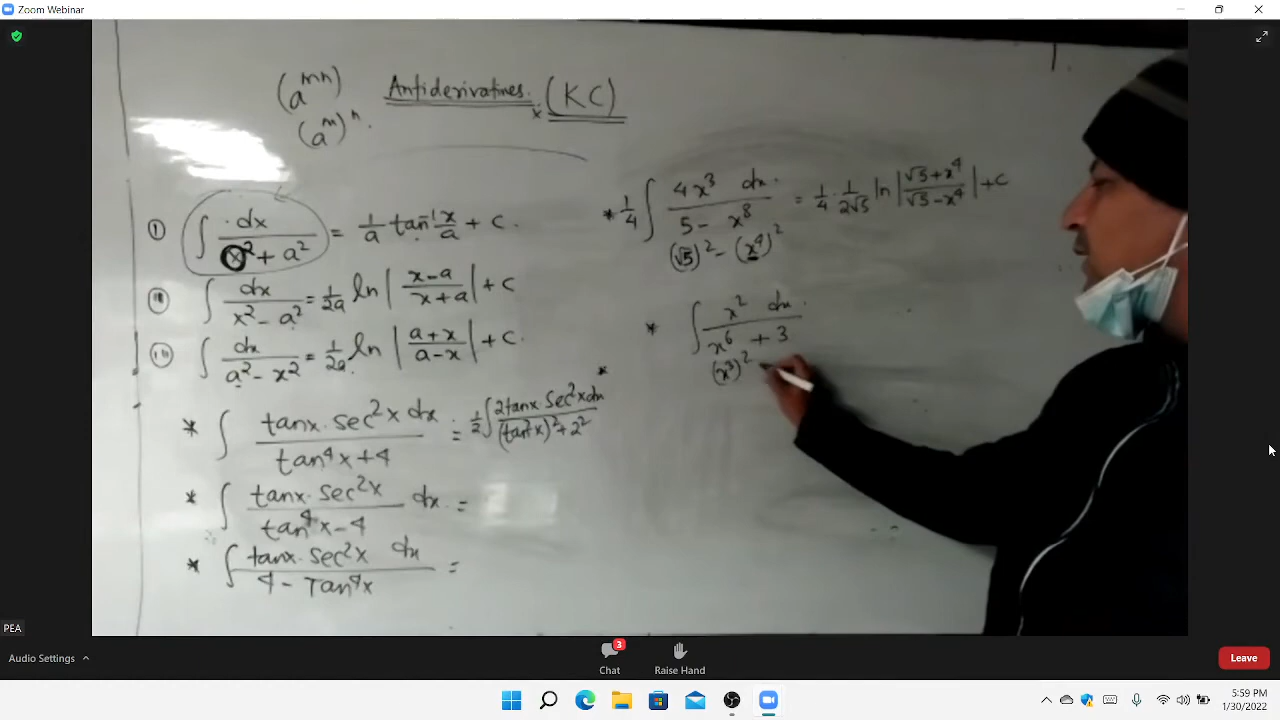 Zoom Webinar
(a^mn)
(a^m)^n.
Antiderivatives. (KC)
① ∫ dx / (x² + a²) = 1/a tan⁻¹ x/a + c.
② ∫ dx / (x² - a²) = 1/2a ln |(x-a)/(x+a)| + c
③ ∫ dx / (a² - x²) = 1/2a ln |(a+x)/(a-x)| + c.
* ∫ tanx. sec²x dx / (tan⁴x+4) = 1/2 ∫ 2tanx sec²x dx / ((tan²x)² + 2²)
* ∫ tanx. sec²x / (tan⁴x-4) dx =
* ∫ tanx. sec²x dx / (4 - Tan⁴x) =
* 1/4 ∫ 4x³ dx / (5 - x⁸) = 1/4 . 1/2√5 ln |(√5+x⁴)/(√5-x⁴)| + c
(√5)² - (x⁴)²
* ∫ x² dx. / (x⁶ + 3)
(x³)²
PEA
Audio Settings
3
Chat
Raise Hand
Leave
5:59 PM
1/30/2022